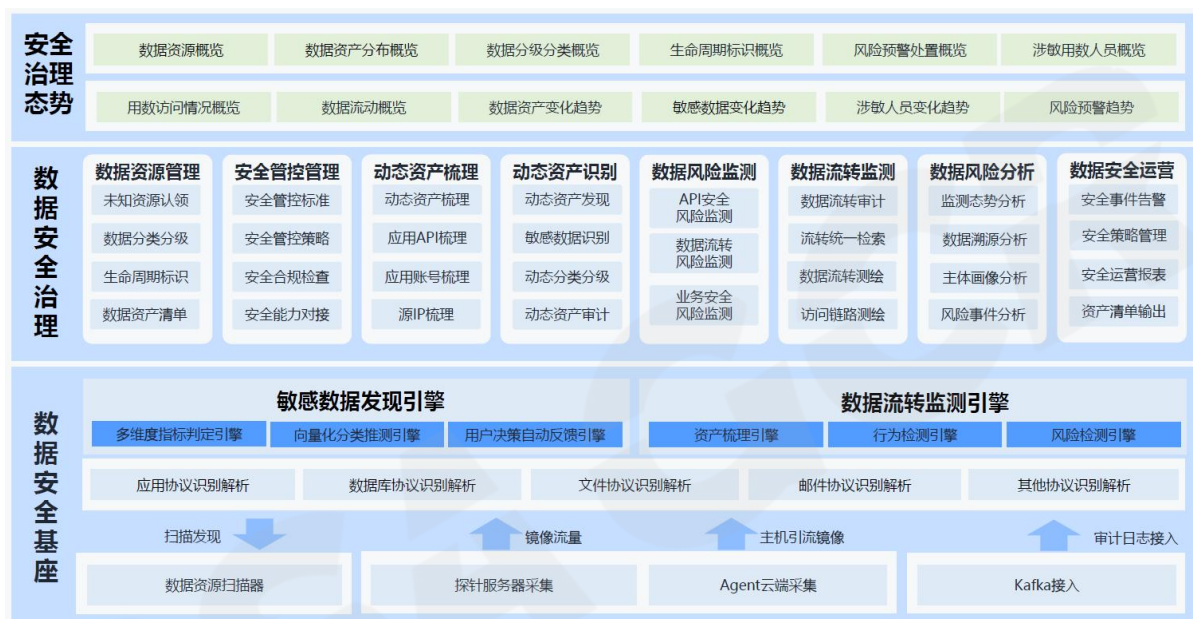 安全
治理
态势
数据资源概览
数据资产分布概览
数据分级分类概览
生命周期标识概览
风险预警处置概览
涉敏用数人员概览
用数访问情况概览
数据流动概览
数据资产变化趋势
敏感数据变化趋势
涉敏人员变化趋势
风险预警趋势
数
据
安
全
治
理
数据资源管理
未知资源认领
数据分类分级
生命周期标识
数据资产清单
安全管控管理
安全管控标准
安全管控策略
安全合规检查
安全能力对接
动态资产梳理
动态资产梳理
应用API梳理
应用账号梳理
源IP梳理
动态资产识别
动态资产发现
敏感数据识别
动态分类分级
动态资产审计
数据风险监测
API安全
风险监测
数据流转
风险监测
业务安全
风险监测
数据流转监测
数据流转审计
流转统一检索
数据流转测绘
访问链路测绘
数据风险分析
监测态势分析
数据溯源分析
主体画像分析
风险事件分析
数据安全运营
安全事件告警
安全策略管理
安全运营报表
资产清单输出
数
据
安
全
基
座
敏感数据发现引擎
多维度指标判定引擎
向量化分类推测引擎
用户决策自动反馈引擎
数据流转监测引擎
资产梳理引擎
行为检测引擎
风险检测引擎
应用协议识别解析
数据库协议识别解析
文件协议识别解析
邮件协议识别解析
其他协议识别解析
扫描发现
镜像流量
主机引流镜像
审计日志接入
数据资源扫描器
探针服务器采集
Agent云端采集
Kafka接入